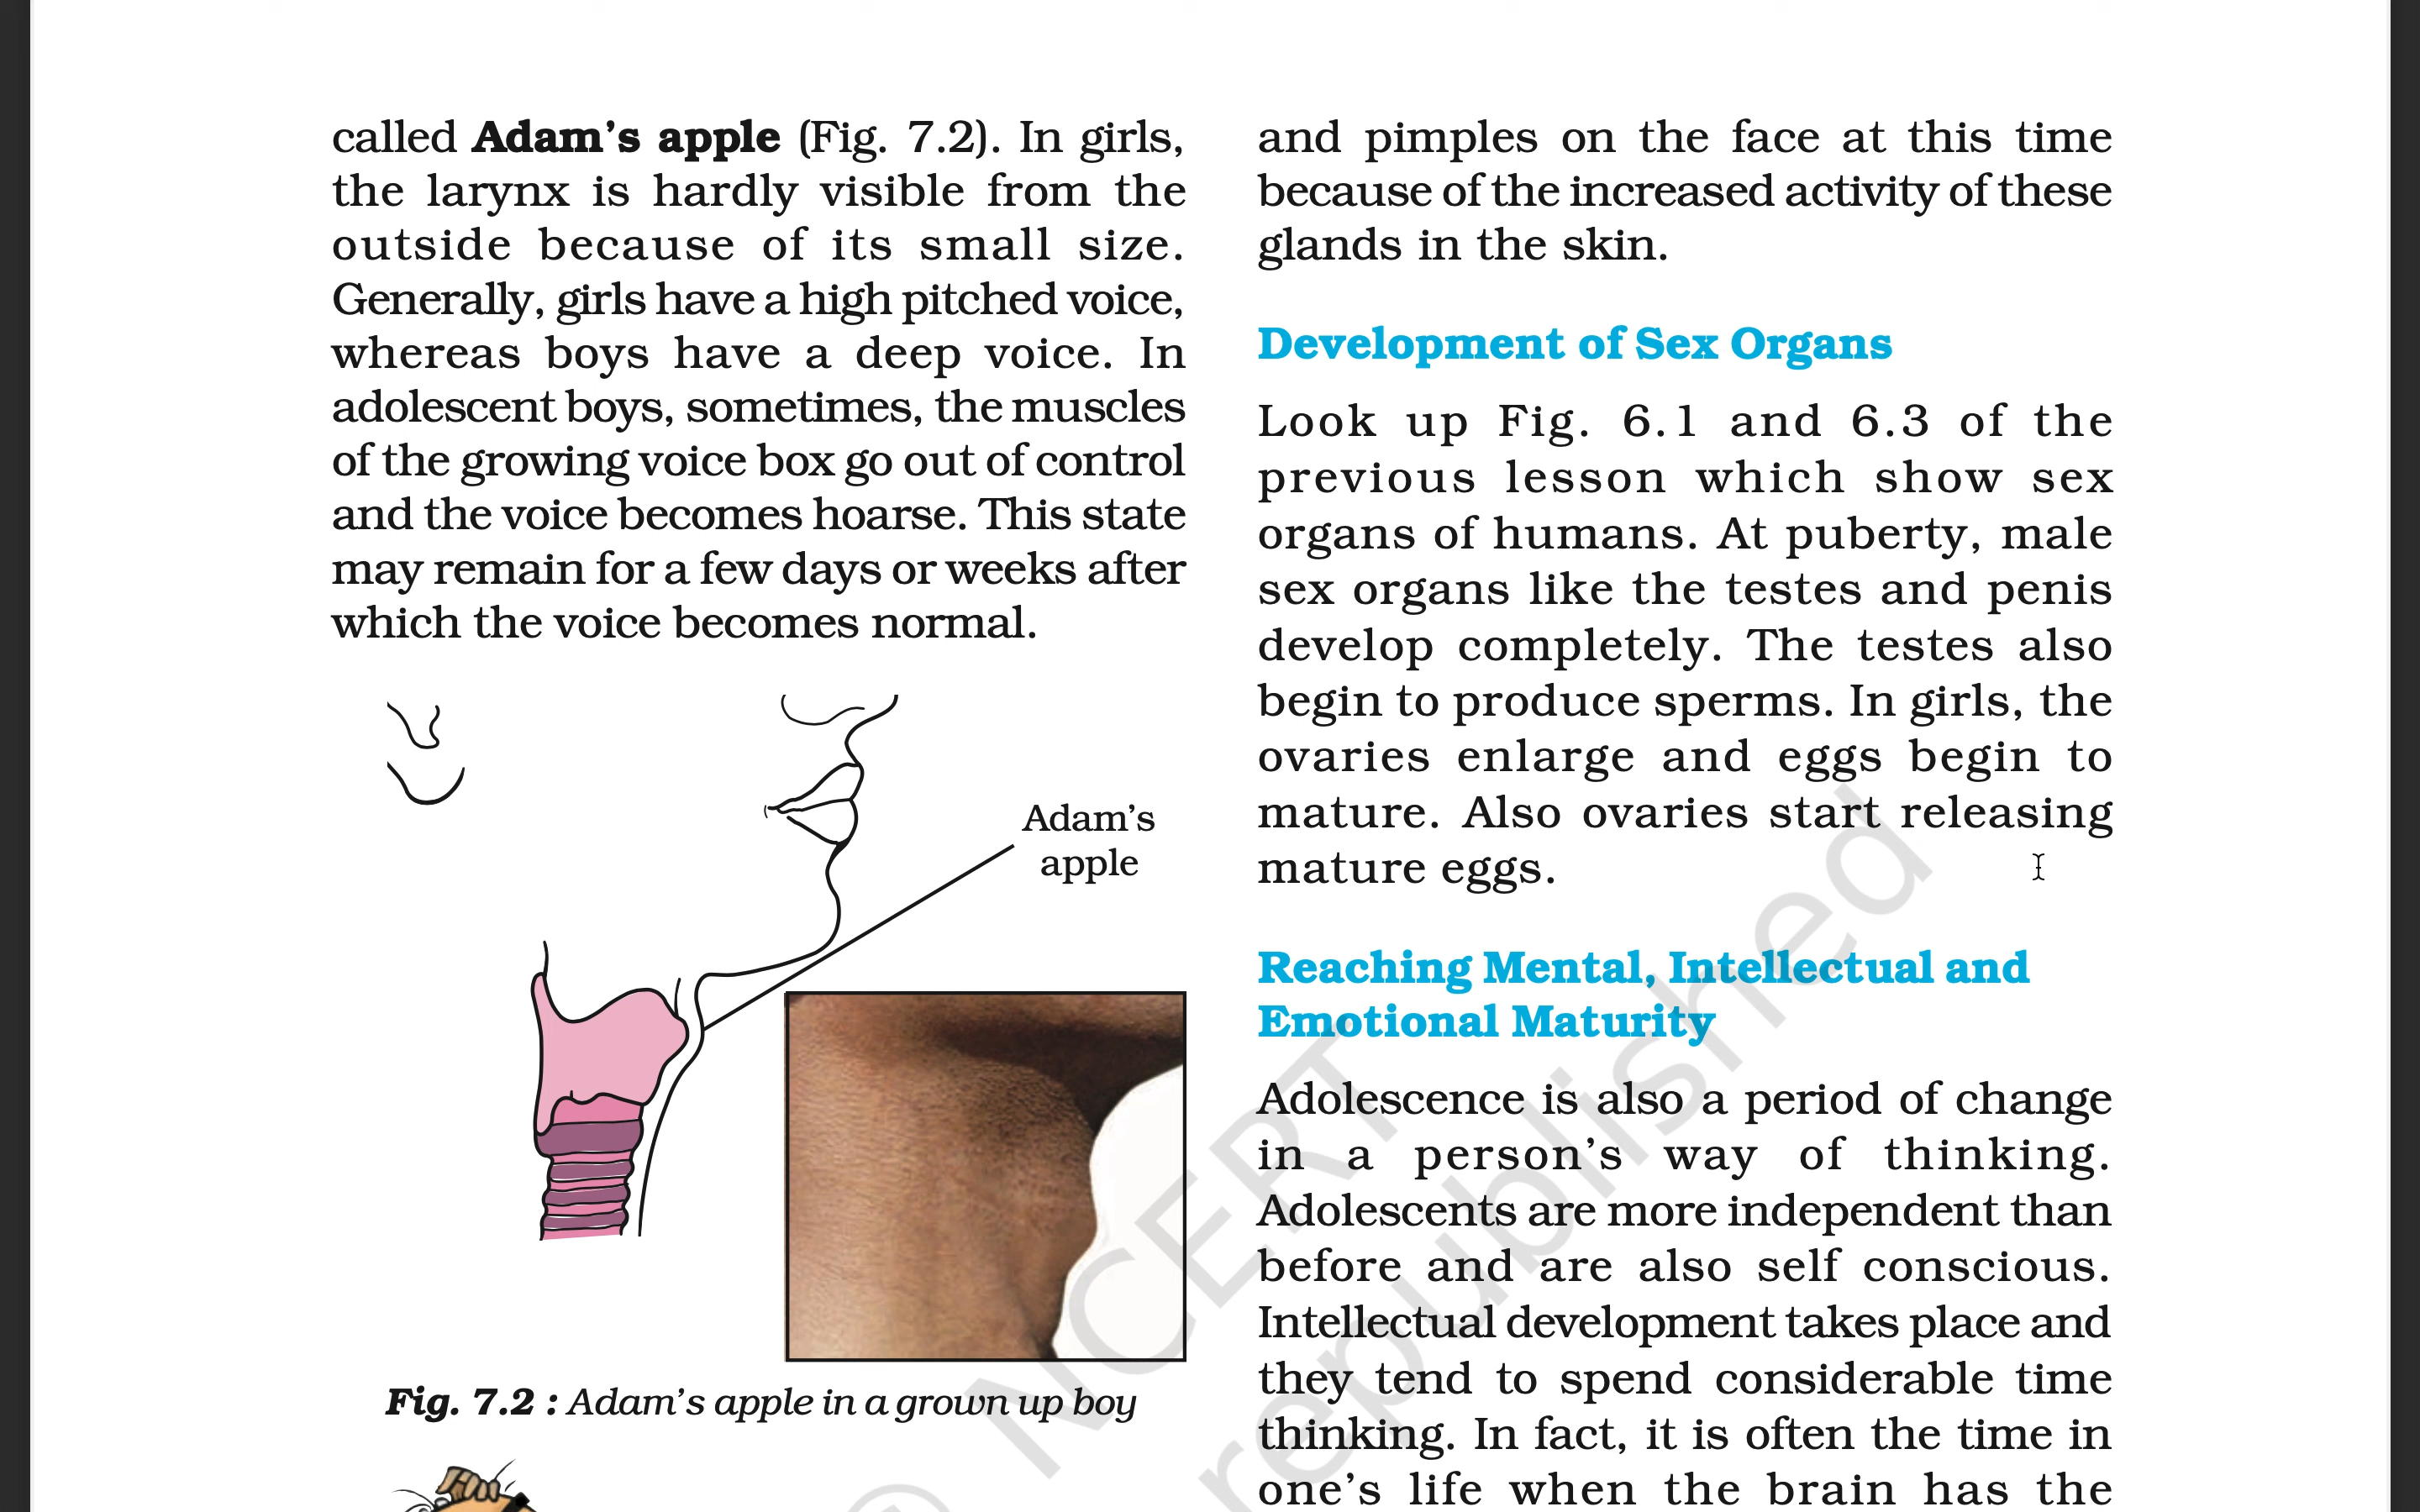 called Adam's apple (Fig. 7.2). In girls,
the larynx is hardly visible from the
outside because of its small size.
Generally, girls have a high pitched voice,
whereas boys have a deep voice. In
adolescent boys, sometimes, the muscles
of the growing voice box go out of control
and the voice becomes hoarse. This state
may remain for a few days or weeks after
which the voice becomes normal.
Adam's
apple
Fig. 7.2 : Adam's apple in a grown up boy
and pimples on the face at this time
because of the increased activity of these
glands in the skin.
Development of Sex Organs
Look up Fig. 6.1 and 6.3 of the
previous lesson which show sex
organs of humans. At puberty, male
sex organs like the testes and penis
develop completely. The testes also
begin to produce sperms. In girls, the
ovaries enlarge and eggs begin to
mature. Also ovaries start releasing
mature eggs.
Reaching Mental, Intellectual and
Emotional Maturity
Adolescence is also a period of change
in a person's way of thinking.
Adolescents are more independent than
before and are also self conscious.
Intellectual development takes place and
they tend to spend considerable time
thinking. In fact, it is often the time in
one's life when the brain has the
© NCERT
republished